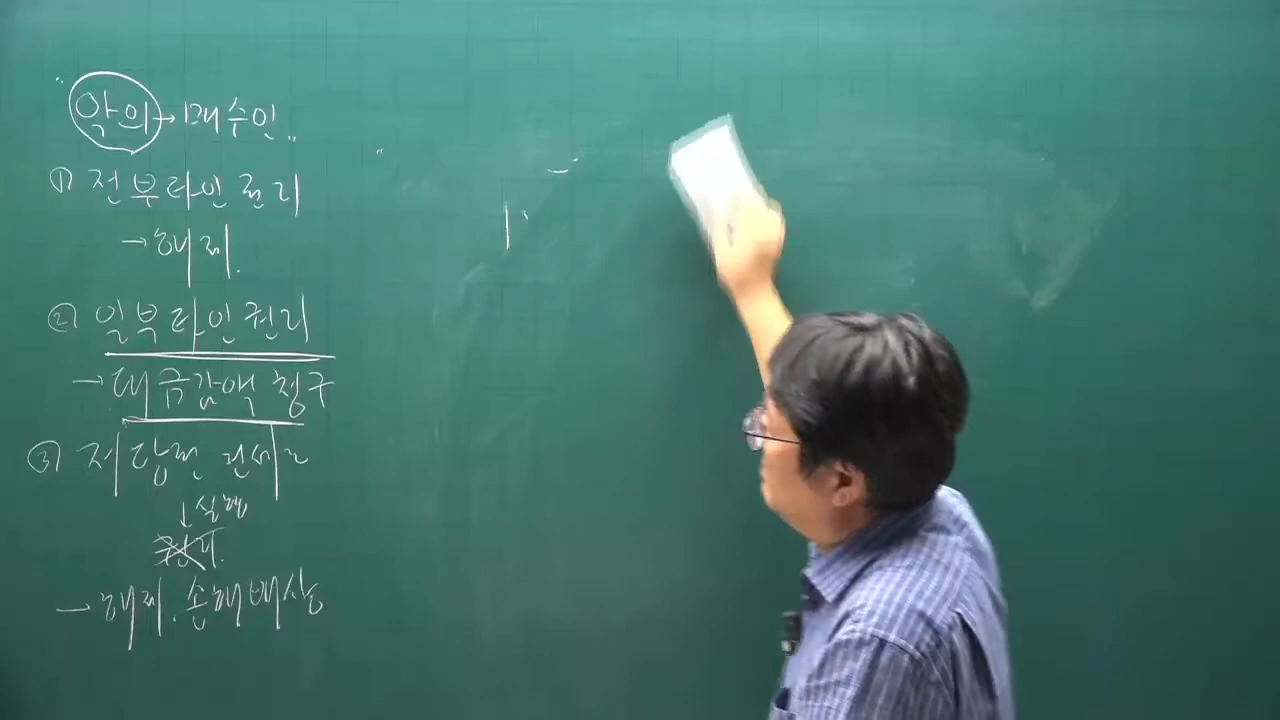 "악의→매수인"
① 전부타인권리
→해제.
② 일부타인권리
→대금감액청구
③ 저당권 전세권
↓실행
→해제. 손해배상